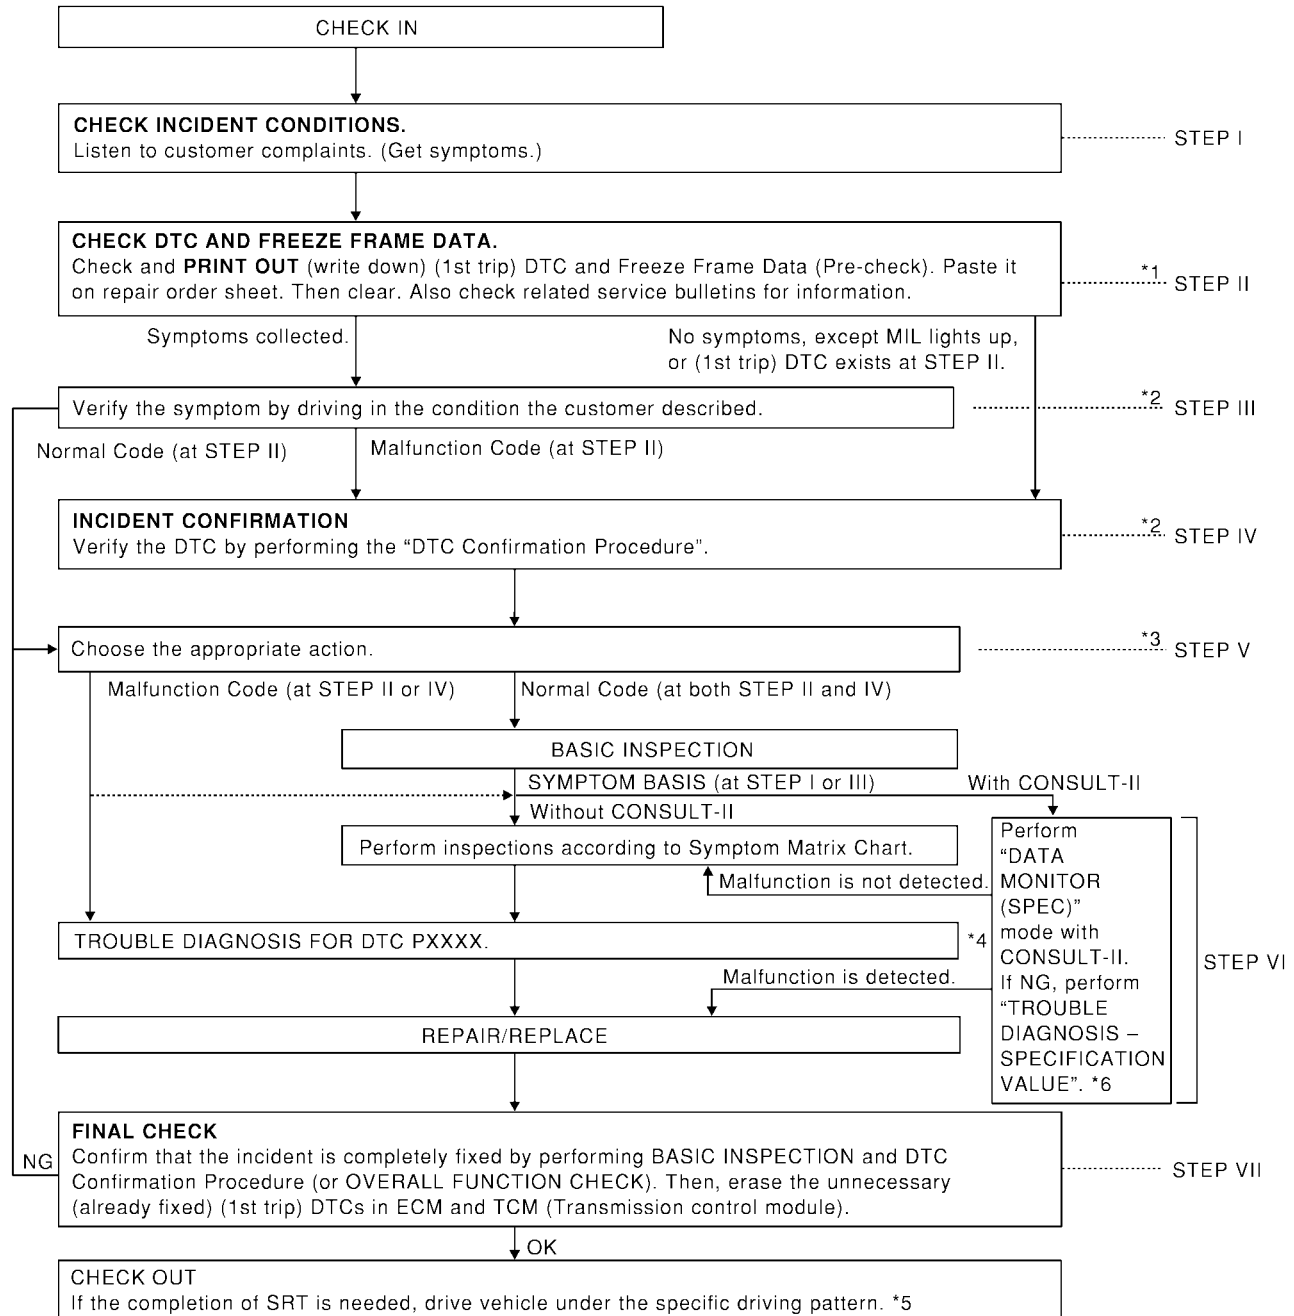 CHECK IN
CHECK INCIDENT CONDITIONS.
Listen to customer complaints. (Get symptoms.)
STEP I
CHECK DTC AND FREEZE FRAME DATA.
Check and PRINT OUT (write down) (1st trip) DTC and Freeze Frame Data (Pre-check). Paste it
on repair order sheet. Then clear. Also check related service bulletins for information.
*1
STEP II
Symptoms collected.
No symptoms, except MIL lights up,
or (1st trip) DTC exists at STEP II.
Verify the symptom by driving in the condition the customer described.
*2
STEP III
Normal Code (at STEP II)
Malfunction Code (at STEP II)
INCIDENT CONFIRMATION
Verify the DTC by performing the “DTC Confirmation Procedure”.
*2
STEP IV
Choose the appropriate action.
*3
STEP V
Malfunction Code (at STEP II or IV)
Normal Code (at both STEP II and IV)
BASIC INSPECTION
SYMPTOM BASIS (at STEP I or III)
With CONSULT-II
Without CONSULT-II
Perform inspections according to Symptom Matrix Chart.
Malfunction is not detected.
Perform
“DATA
MONITOR
(SPEC)”
mode with
CONSULT-II.
If NG, perform
“TROUBLE
DIAGNOSIS –
SPECIFICATION
VALUE”. *6
STEP VI
TROUBLE DIAGNOSIS FOR DTC PXXXX.
*4
Malfunction is detected.
REPAIR/REPLACE
FINAL CHECK
Confirm that the incident is completely fixed by performing BASIC INSPECTION and DTC
Confirmation Procedure (or OVERALL FUNCTION CHECK). Then, erase the unnecessary
(already fixed) (1st trip) DTCs in ECM and TCM (Transmission control module).
NG
STEP VII
OK
CHECK OUT
If the completion of SRT is needed, drive vehicle under the specific driving pattern. *5